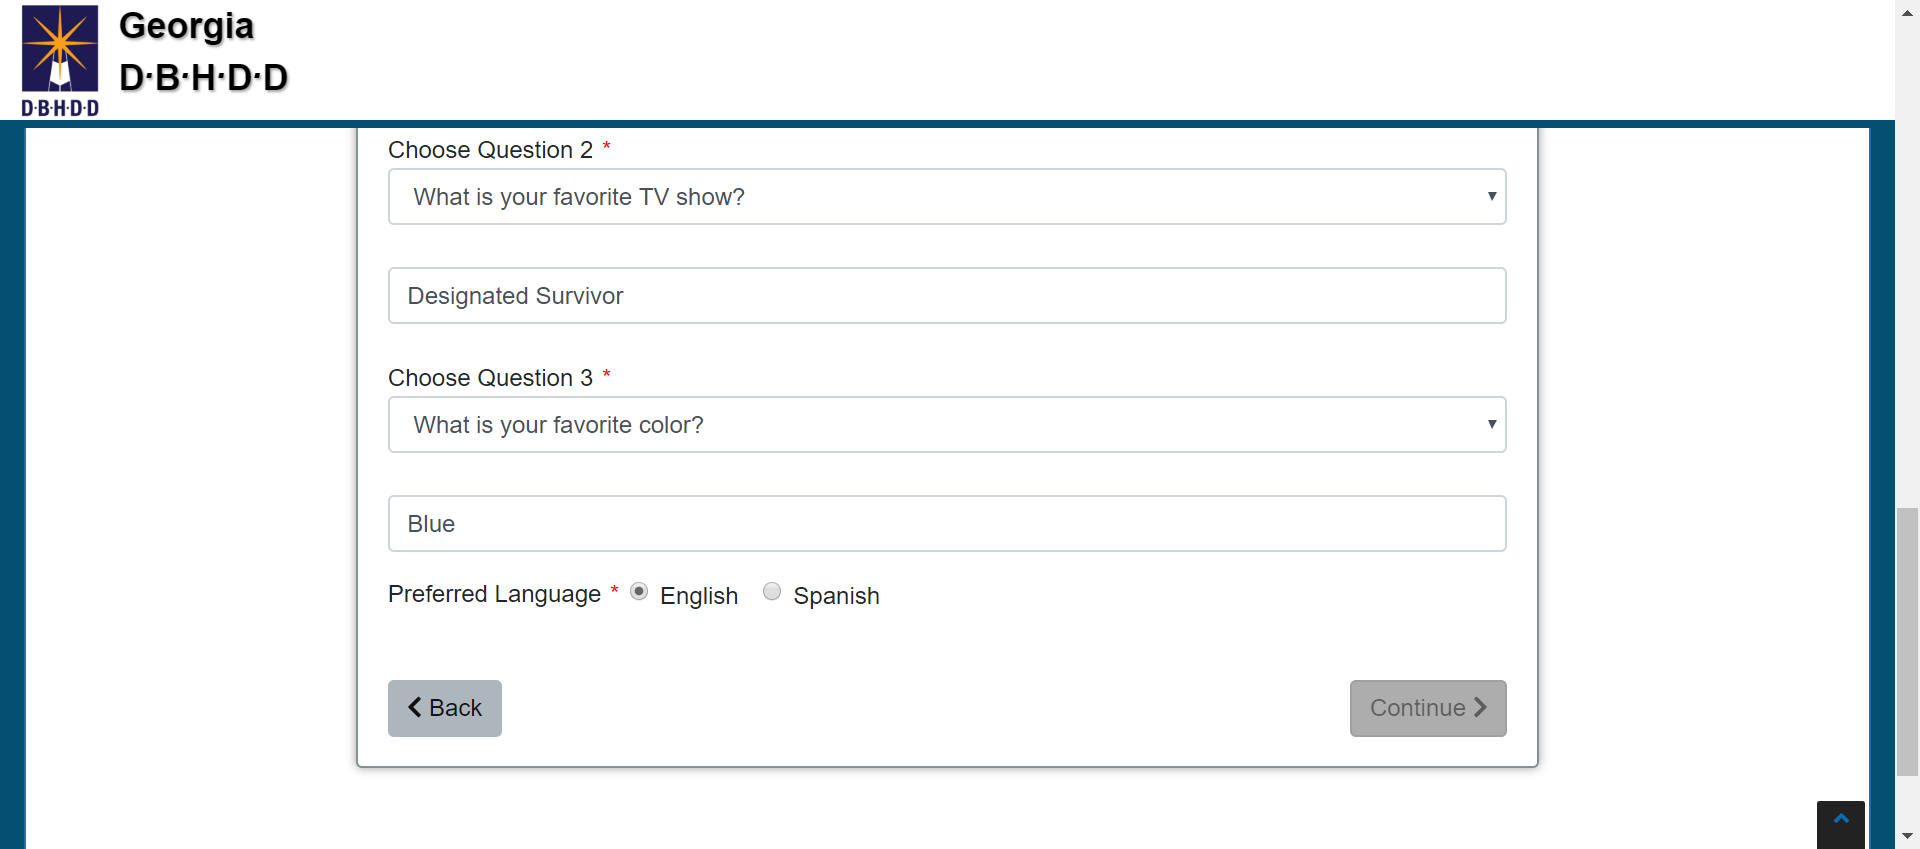 Georgia
D·B·H·D·D
D·B·H·D·D
Choose Question 2 *
What is your favorite TV show?
Designated Survivor
Choose Question 3 *
What is your favorite color?
Blue
Preferred Language * English Spanish
Back Continue